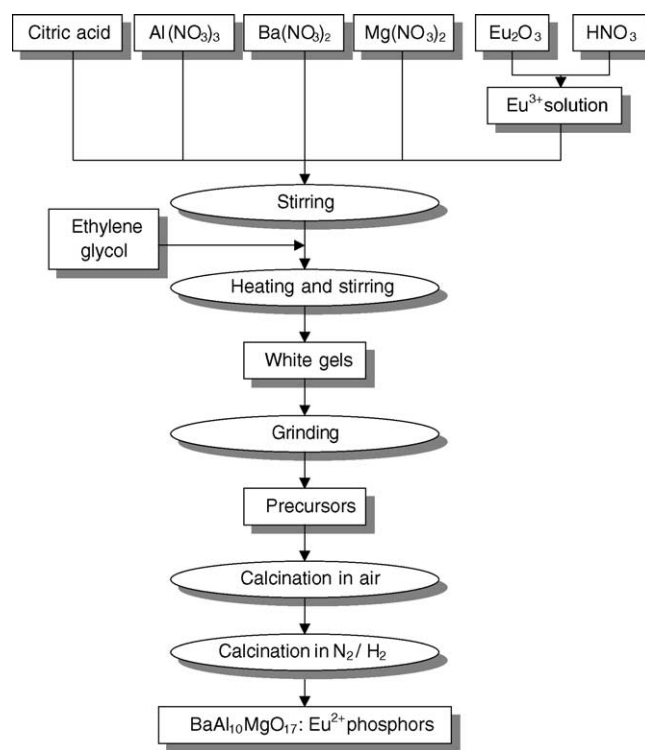 Citric acid
Al(NO₃)₃
Ba(NO₃)₂
Mg(NO₃)₂
Eu₂O₃
HNO₃
Eu³⁺ solution
Stirring
Ethylene
glycol
Heating and stirring
White gels
Grinding
Precursors
Calcination in air
Calcination in N₂ / H₂
BaAl₁₀MgO₁₇: Eu²⁺ phosphors